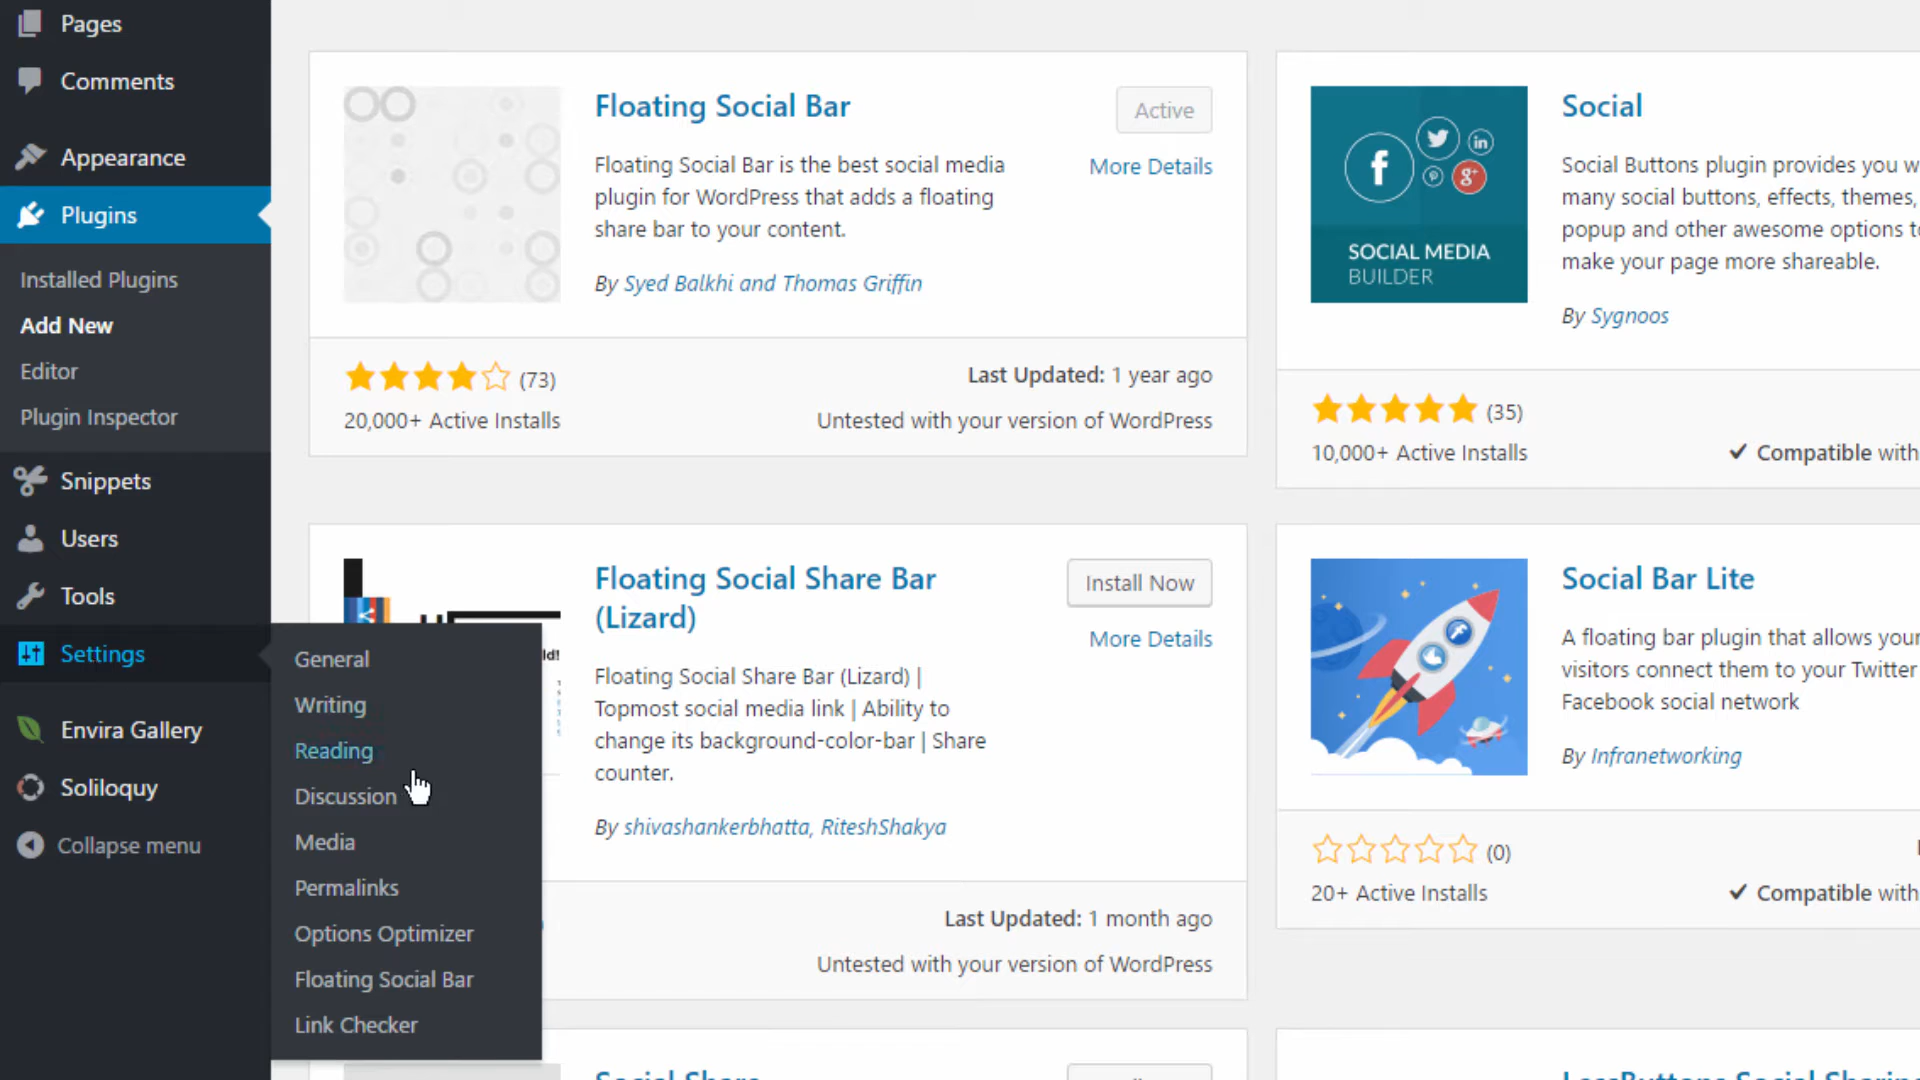 Pages
Comments
Appearance
Plugins
Installed Plugins
Add New
Editor
Plugin Inspector
Snippets
Users
Tools
Settings
Envira Gallery
Soliloquy
Collapse menu
General
Writing
Reading
Discussion
Media
Permalinks
Options Optimizer
Floating Social Bar
Link Checker
Floating Social Bar
Active
More Details
Floating Social Bar is the best social media
plugin for WordPress that adds a floating
share bar to your content.
By Syed Balkhi and Thomas Griffin
(73)
20,000+ Active Installs
Last Updated: 1 year ago
Untested with your version of WordPress
SOCIAL MEDIA
BUILDER
Social
Social Buttons plugin provides you w
many social buttons, effects, themes,
popup and other awesome options to
make your page more shareable.
By Sygnoos
(35)
10,000+ Active Installs
Compatible with
Floating Social Share Bar
(Lizard)
Install Now
More Details
Floating Social Share Bar (Lizard) |
Topmost social media link | Ability to
change its background-color-bar | Share
counter.
By shivashankerbhatta, RiteshShakya
Last Updated: 1 month ago
Untested with your version of WordPress
Social Bar Lite
A floating bar plugin that allows your
visitors connect them to your Twitter
Facebook social network
By Infranetworking
(0)
20+ Active Installs
Compatible with
Social Share
LessButtons Social Sharing